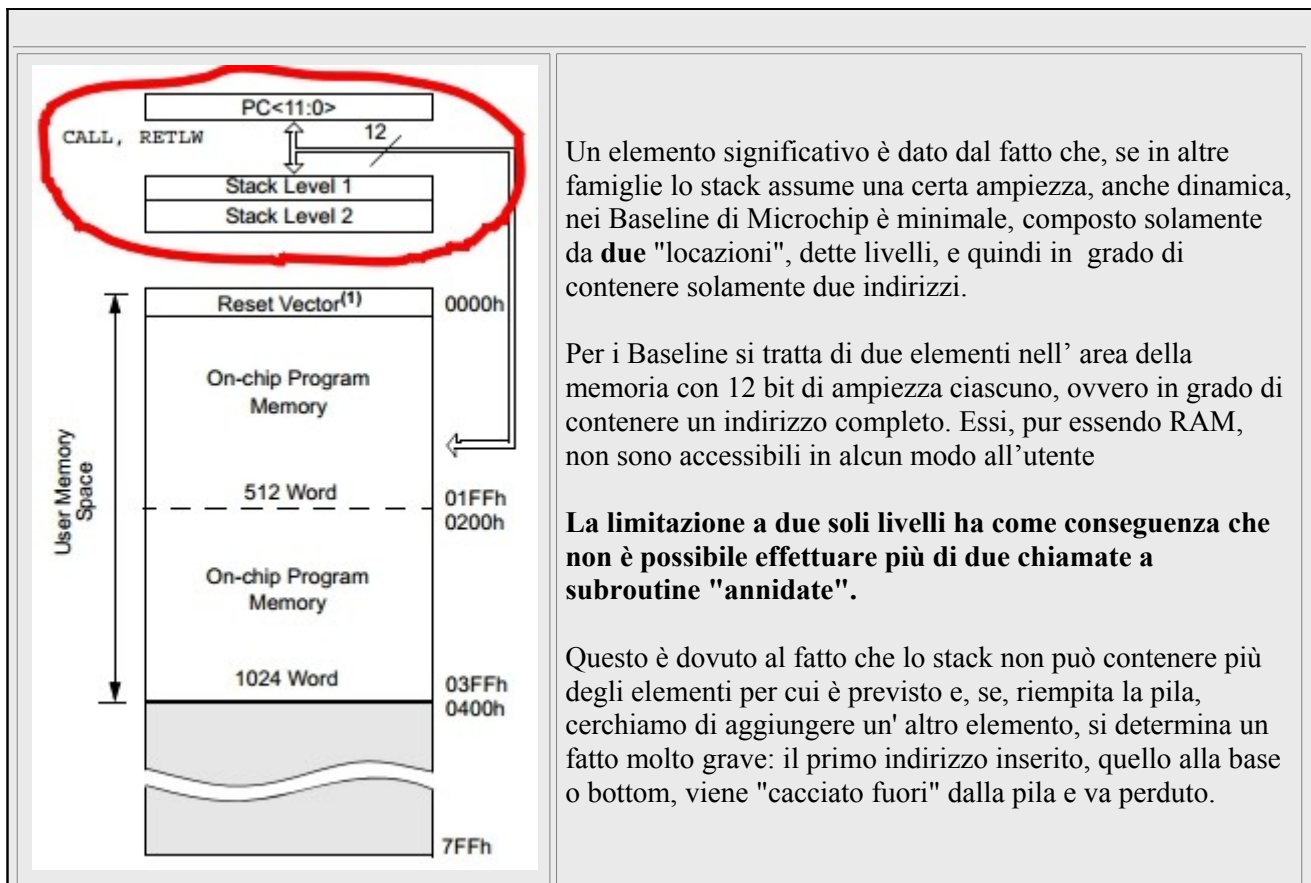 PC<11:0>
CALL, RETLW
12
Stack Level 1
Stack Level 2
Reset Vector(1)
0000h
On-chip Program
Memory
User Memory
Space
512 Word
01FFh
0200h
On-chip Program
Memory
1024 Word
03FFh
0400h
7FFh
Un elemento significativo è dato dal fatto che, se in altre
famiglie lo stack assume una certa ampiezza, anche dinamica,
nei Baseline di Microchip è minimale, composto solamente
da due "locazioni", dette livelli, e quindi in grado di
contenere solamente due indirizzi.
Per i Baseline si tratta di due elementi nell’ area della
memoria con 12 bit di ampiezza ciascuno, ovvero in grado di
contenere un indirizzo completo. Essi, pur essendo RAM,
non sono accessibili in alcun modo all’utente
La limitazione a due soli livelli ha come conseguenza che
non è possibile effettuare più di due chiamate a
subroutine "annidate".
Questo è dovuto al fatto che lo stack non può contenere più
degli elementi per cui è previsto e, se, riempita la pila,
cerchiamo di aggiungere un' altro elemento, si determina un
fatto molto grave: il primo indirizzo inserito, quello alla base
o bottom, viene "cacciato fuori" dalla pila e va perduto.